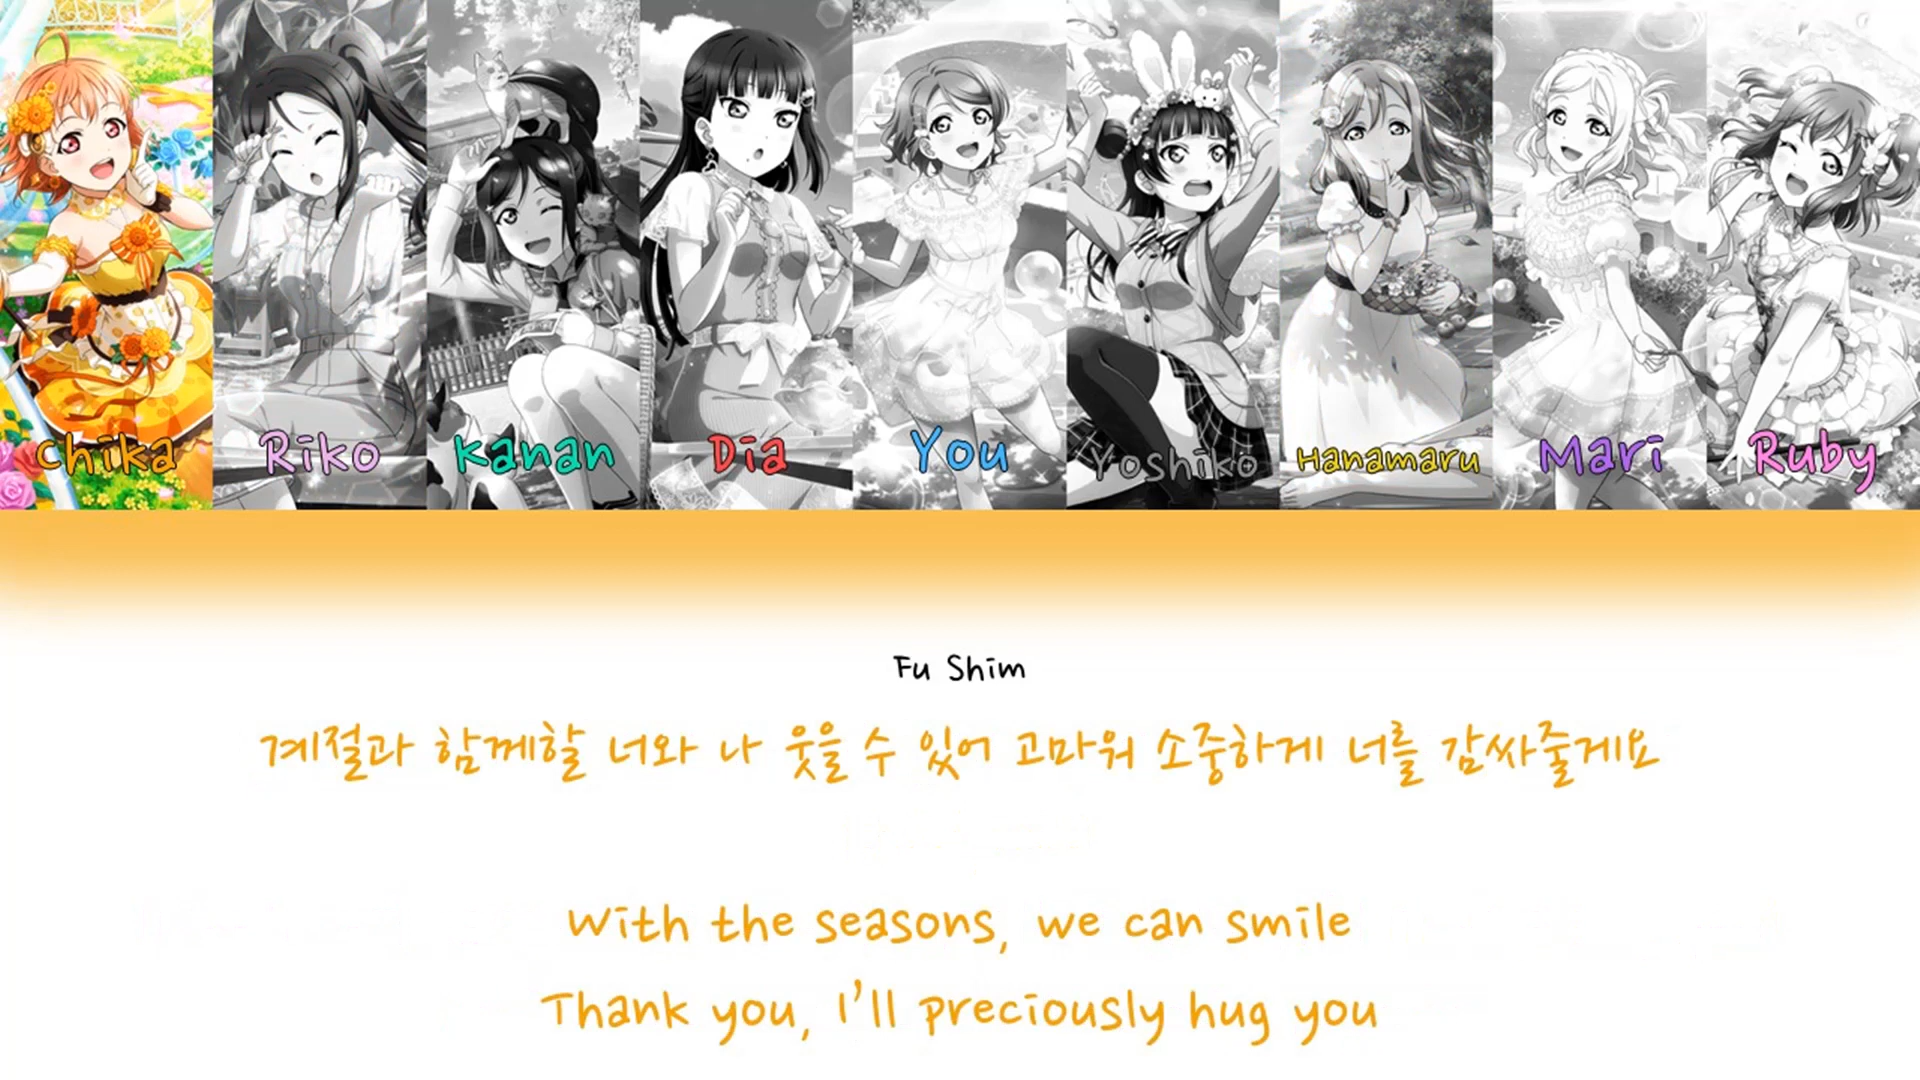 Chika Riko Kanan Dia You Yoshiko Hanamaru Mari Ruby
Fu Shim
계절과 함께할 너와 나 웃을 수 있어 고마워 소중하게 너를 감싸줄게요
With the seasons, we can smile
Thank you, I'll preciously hug you